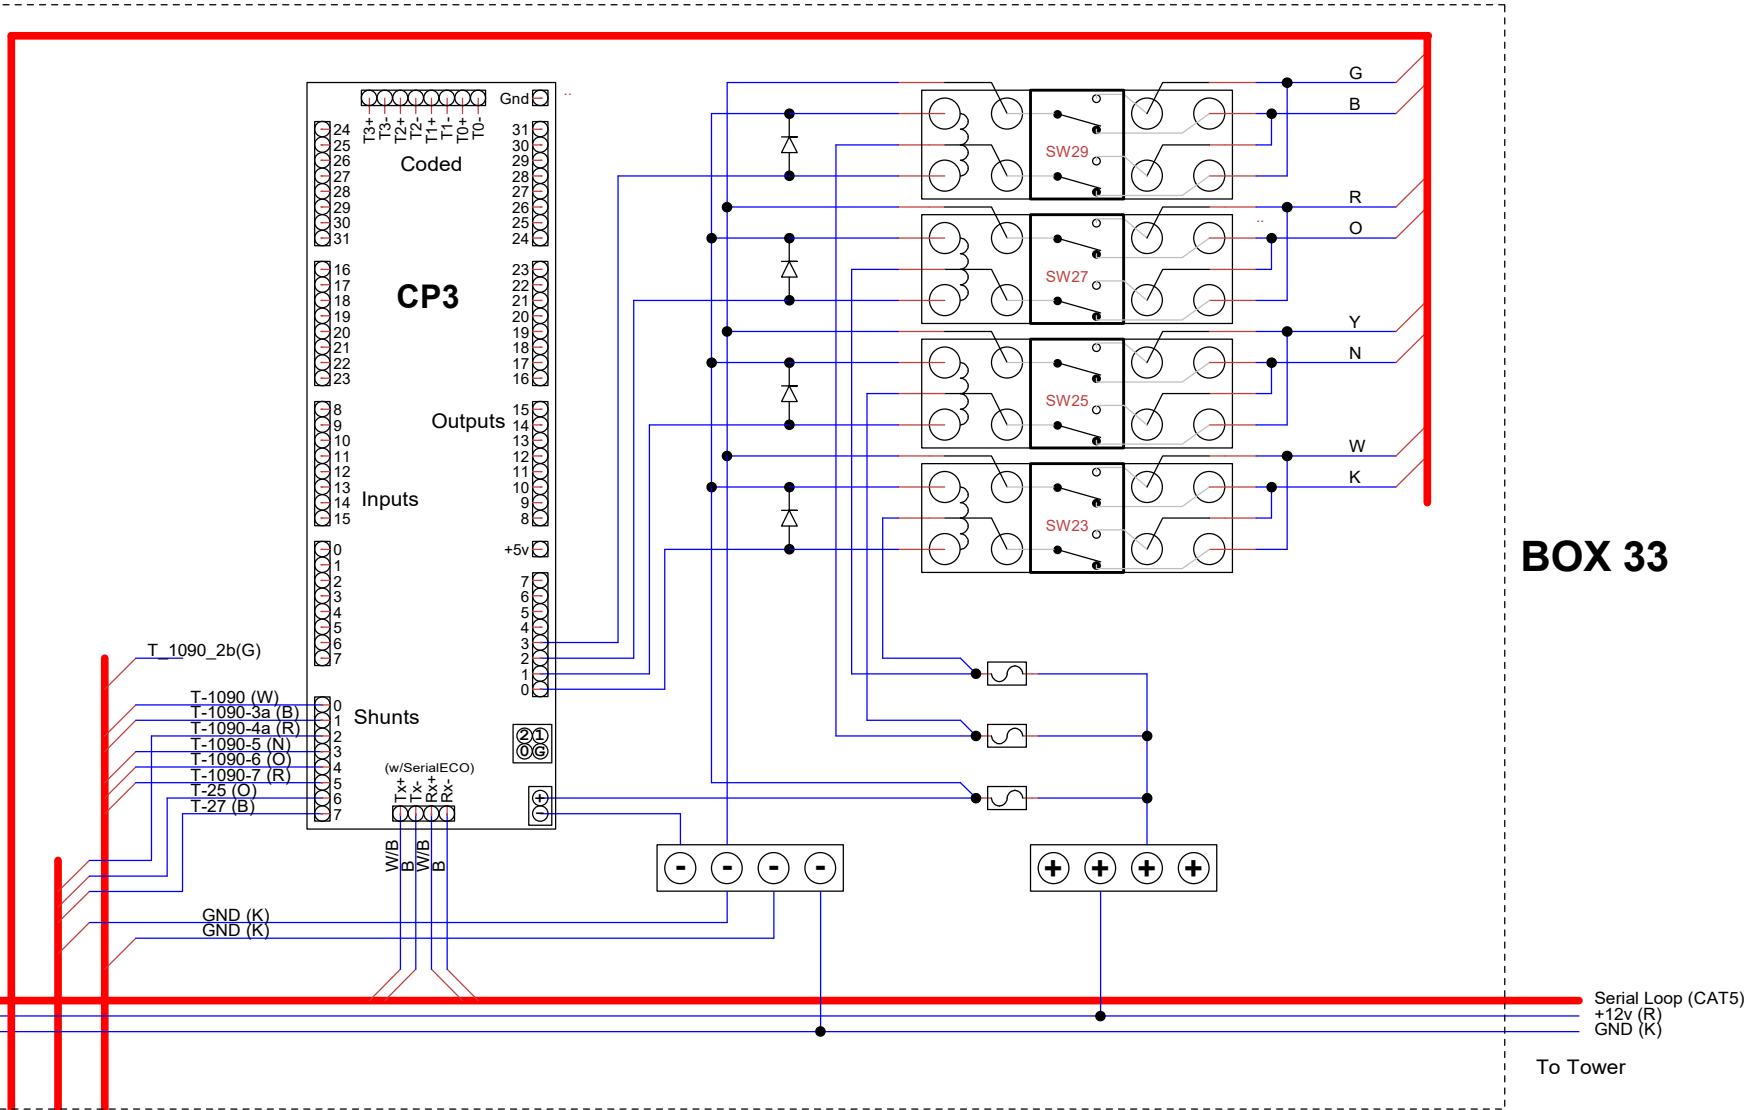 G
B
R
O
Y
N
W
K
SW29
SW27
SW25
SW23
T3+ T3- T2+ T2- T1+ T1- T0+ T0-
Gnd
Coded
24
25
26
27
28
29
30
31
31
30
29
28
27
26
25
24
16
17
18
19
20
21
22
23
23
22
21
20
19
18
17
16
CP3
8
9
10
11
12
13
14
15
15
14
13
12
11
10
9
8
Outputs
Inputs
+5v
0
1
2
3
4
5
6
7
7
6
5
4
3
2
1
0
BOX 33
T_1090_2b(G)
T-1090 (W)
T-1090-3a (B)
T-1090-4a (R)
T-1090-5 (N)
T-1090-6 (O)
T-1090-7 (R)
T-25 (O)
T-27 (B)
0
1
2
3
4
5
6
7
Shunts
2 1
0 G
(w/SerialECO)
Tx+ Tx- Rx+ Rx-
+
-
W/B B W/B B
- - - -
+ + + +
GND (K)
GND (K)
Serial Loop (CAT5)
+12v (R)
GND (K)
To Tower